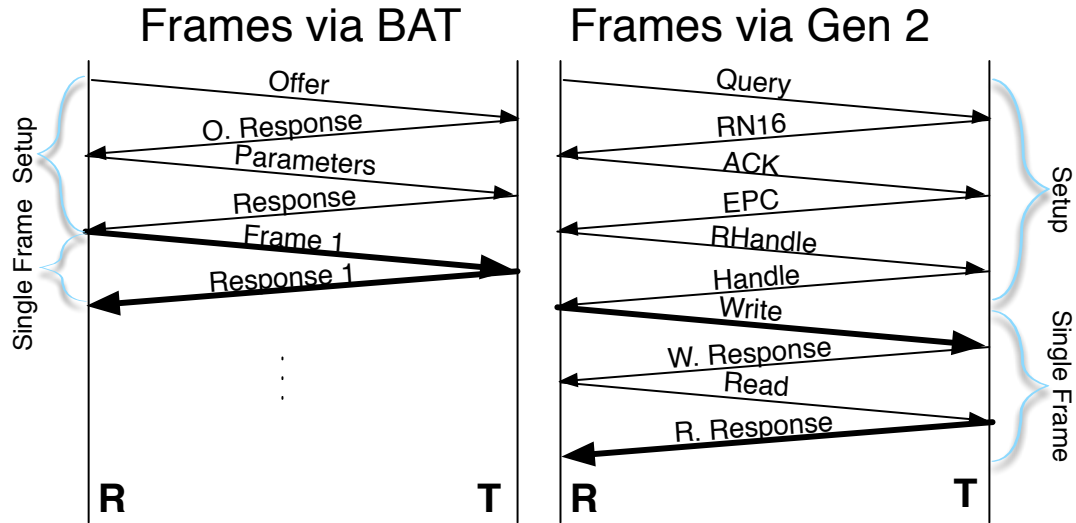 Frames via BAT
Offer
O. Response
Parameters
Response
Frame 1
Response 1
Setup
Single Frame
R
T
Frames via Gen 2
Query
RN16
ACK
EPC
RHandle
Handle
Write
W. Response
Read
R. Response
Setup
Single Frame
R
T